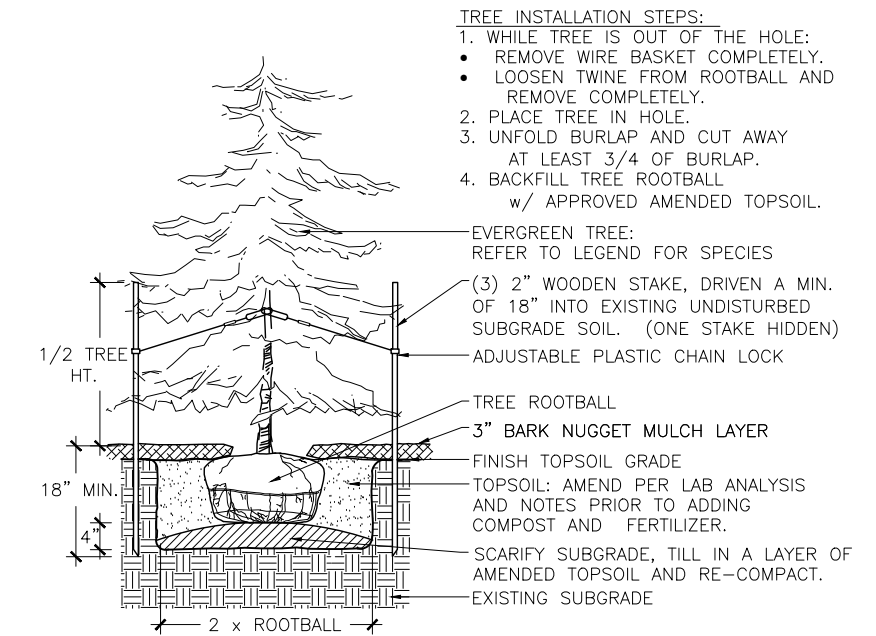 TREE INSTALLATION STEPS:
1. WHILE TREE IS OUT OF THE HOLE:
• REMOVE WIRE BASKET COMPLETELY.
• LOOSEN TWINE FROM ROOTBALL AND
REMOVE COMPLETELY.
2. PLACE TREE IN HOLE.
3. UNFOLD BURLAP AND CUT AWAY
AT LEAST 3/4 OF BURLAP.
4. BACKFILL TREE ROOTBALL
w/ APPROVED AMENDED TOPSOIL.
EVERGREEN TREE:
REFER TO LEGEND FOR SPECIES
(3) 2" WOODEN STAKE, DRIVEN A MIN.
OF 18" INTO EXISTING UNDISTURBED
SUBGRADE SOIL. (ONE STAKE HIDDEN)
ADJUSTABLE PLASTIC CHAIN LOCK
1/2 TREE
HT.
TREE ROOTBALL
3" BARK NUGGET MULCH LAYER
FINISH TOPSOIL GRADE
TOPSOIL: AMEND PER LAB ANALYSIS
AND NOTES PRIOR TO ADDING
COMPOST AND FERTILIZER.
18" MIN.
4"
SCARIFY SUBGRADE, TILL IN A LAYER OF
AMENDED TOPSOIL AND RE-COMPACT.
EXISTING SUBGRADE
2 x ROOTBALL